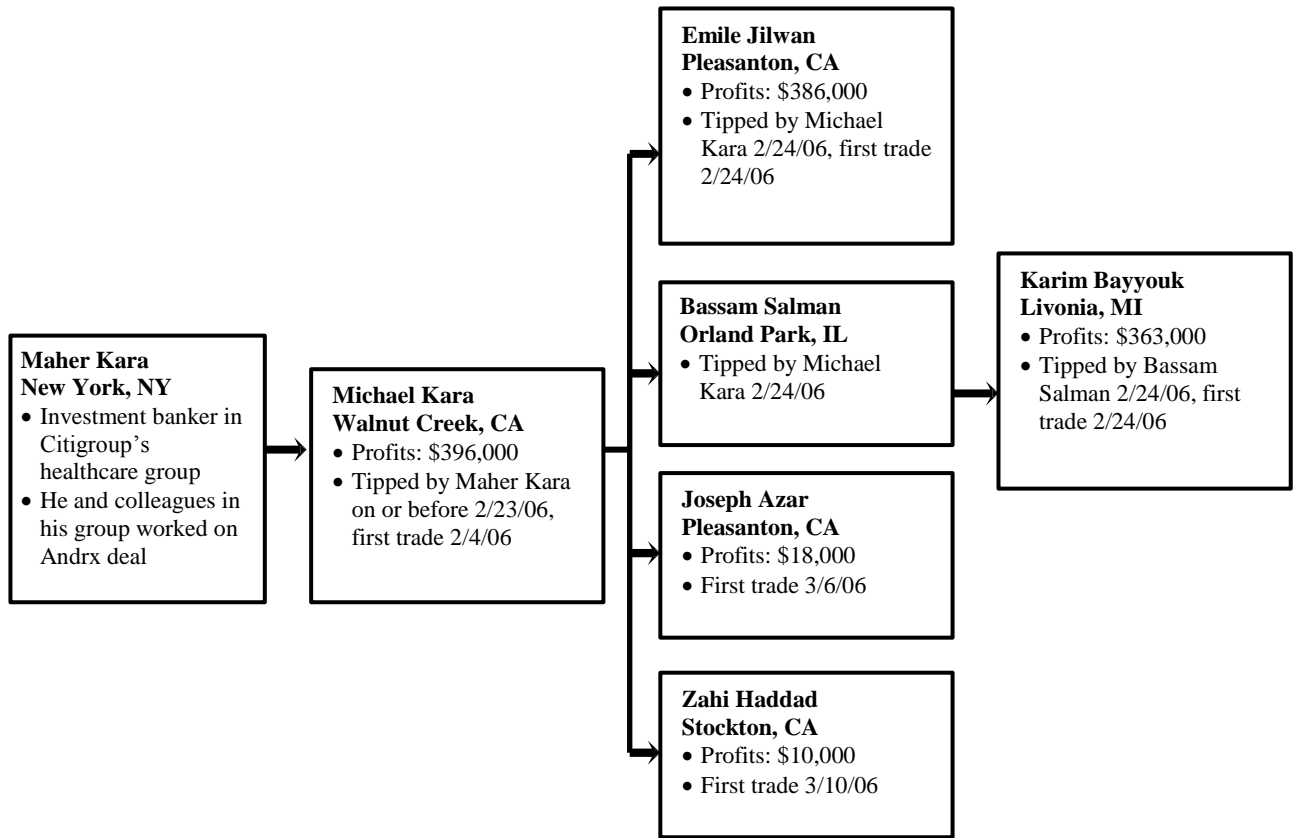 Maher Kara
New York, NY
• Investment banker in
Citigroup's
healthcare group
• He and colleagues in
his group worked on
Andrx deal
Michael Kara
Walnut Creek, CA
• Profits: $396,000
• Tipped by Maher Kara
on or before 2/23/06,
first trade 2/4/06
Emile Jilwan
Pleasanton, CA
• Profits: $386,000
• Tipped by Michael
Kara 2/24/06, first trade
2/24/06
Bassam Salman
Orland Park, IL
• Tipped by Michael
Kara 2/24/06
Karim Bayyouk
Livonia, MI
• Profits: $363,000
• Tipped by Bassam
Salman 2/24/06, first
trade 2/24/06
Joseph Azar
Pleasanton, CA
• Profits: $18,000
• First trade 3/6/06
Zahi Haddad
Stockton, CA
• Profits: $10,000
• First trade 3/10/06